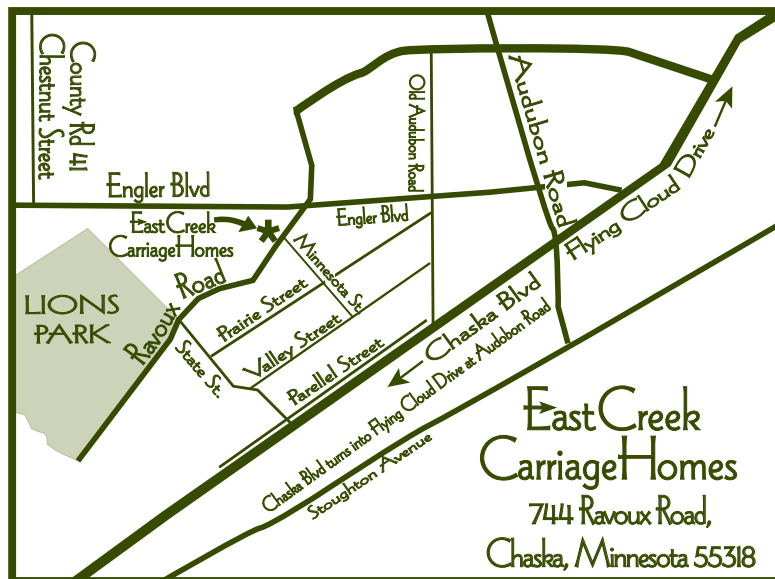 County Rd 41
Chestnut Street
Old Audubon Road
Audubon Road
Flying Cloud Drive
Engler Blvd
Engler Blvd
East Creek
Carriage Homes
Minnesota St.
LIONS
PARK
Ravoux Road
Prairie Street
State St.
Valley Street
Parellel Street
Chaska Blvd
Chaska Blvd turns into Flying Cloud Drive at Audobon Road
Stoughton Avenue
East Creek
Carriage Homes
744 Ravoux Road,
Chaska, Minnesota 55318